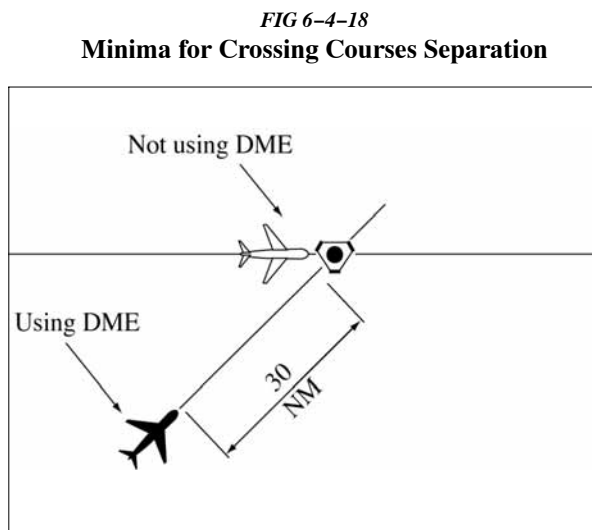 FIG 6–4–18
Minima for Crossing Courses Separation
Not using DME
Using DME
30
NM